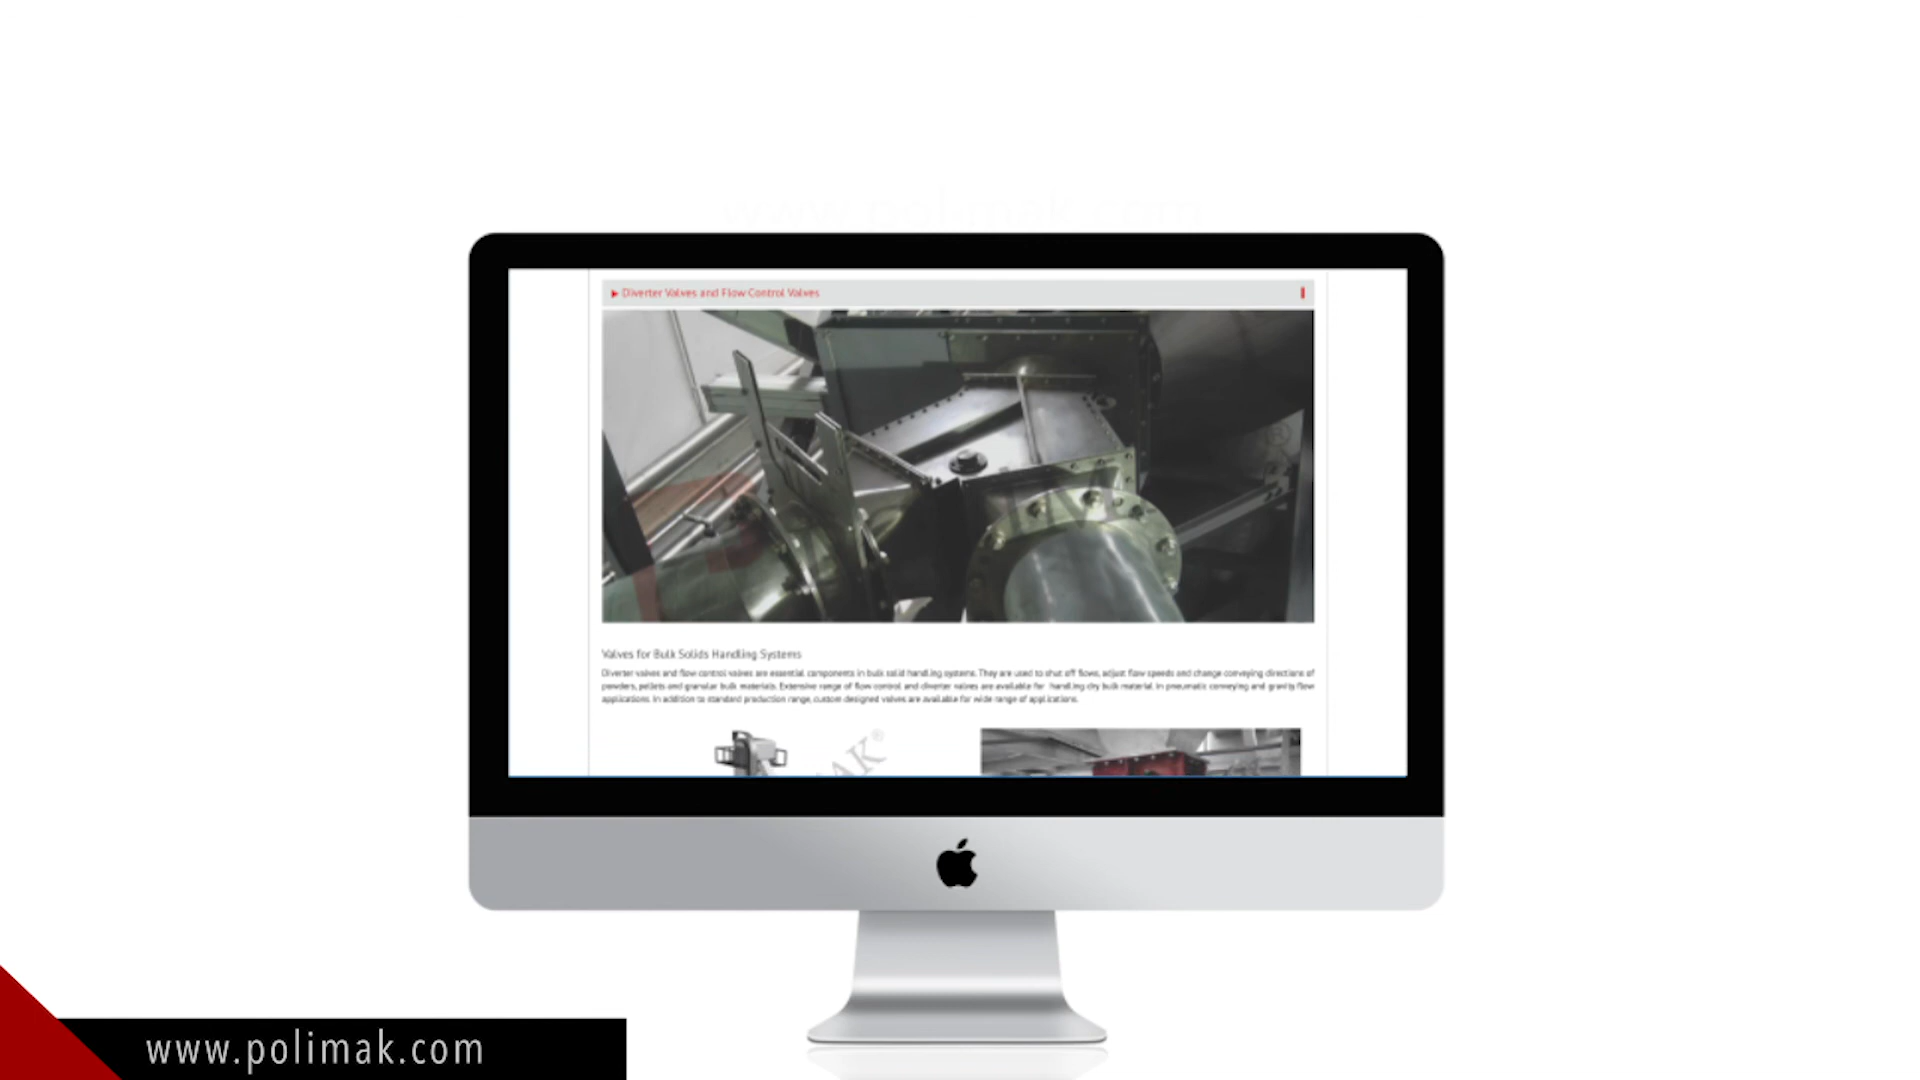 www.polimak.com
▶ Diverter Valves and Flow Control Valves
Valves for Bulk Solids Handling Systems
Diverter valves and flow control valves are essential components in bulk solid handling systems. They are used to shut off flows, adjust flow speeds and change conveying directions of
powders, pellets and granular bulk materials. Extensive range of flow control and diverter valves are available for handling dry bulk material in pneumatic conveying and gravity flow
applications. In addition to standard production range, custom designed valves are available for wide range of applications.
www.polimak.com